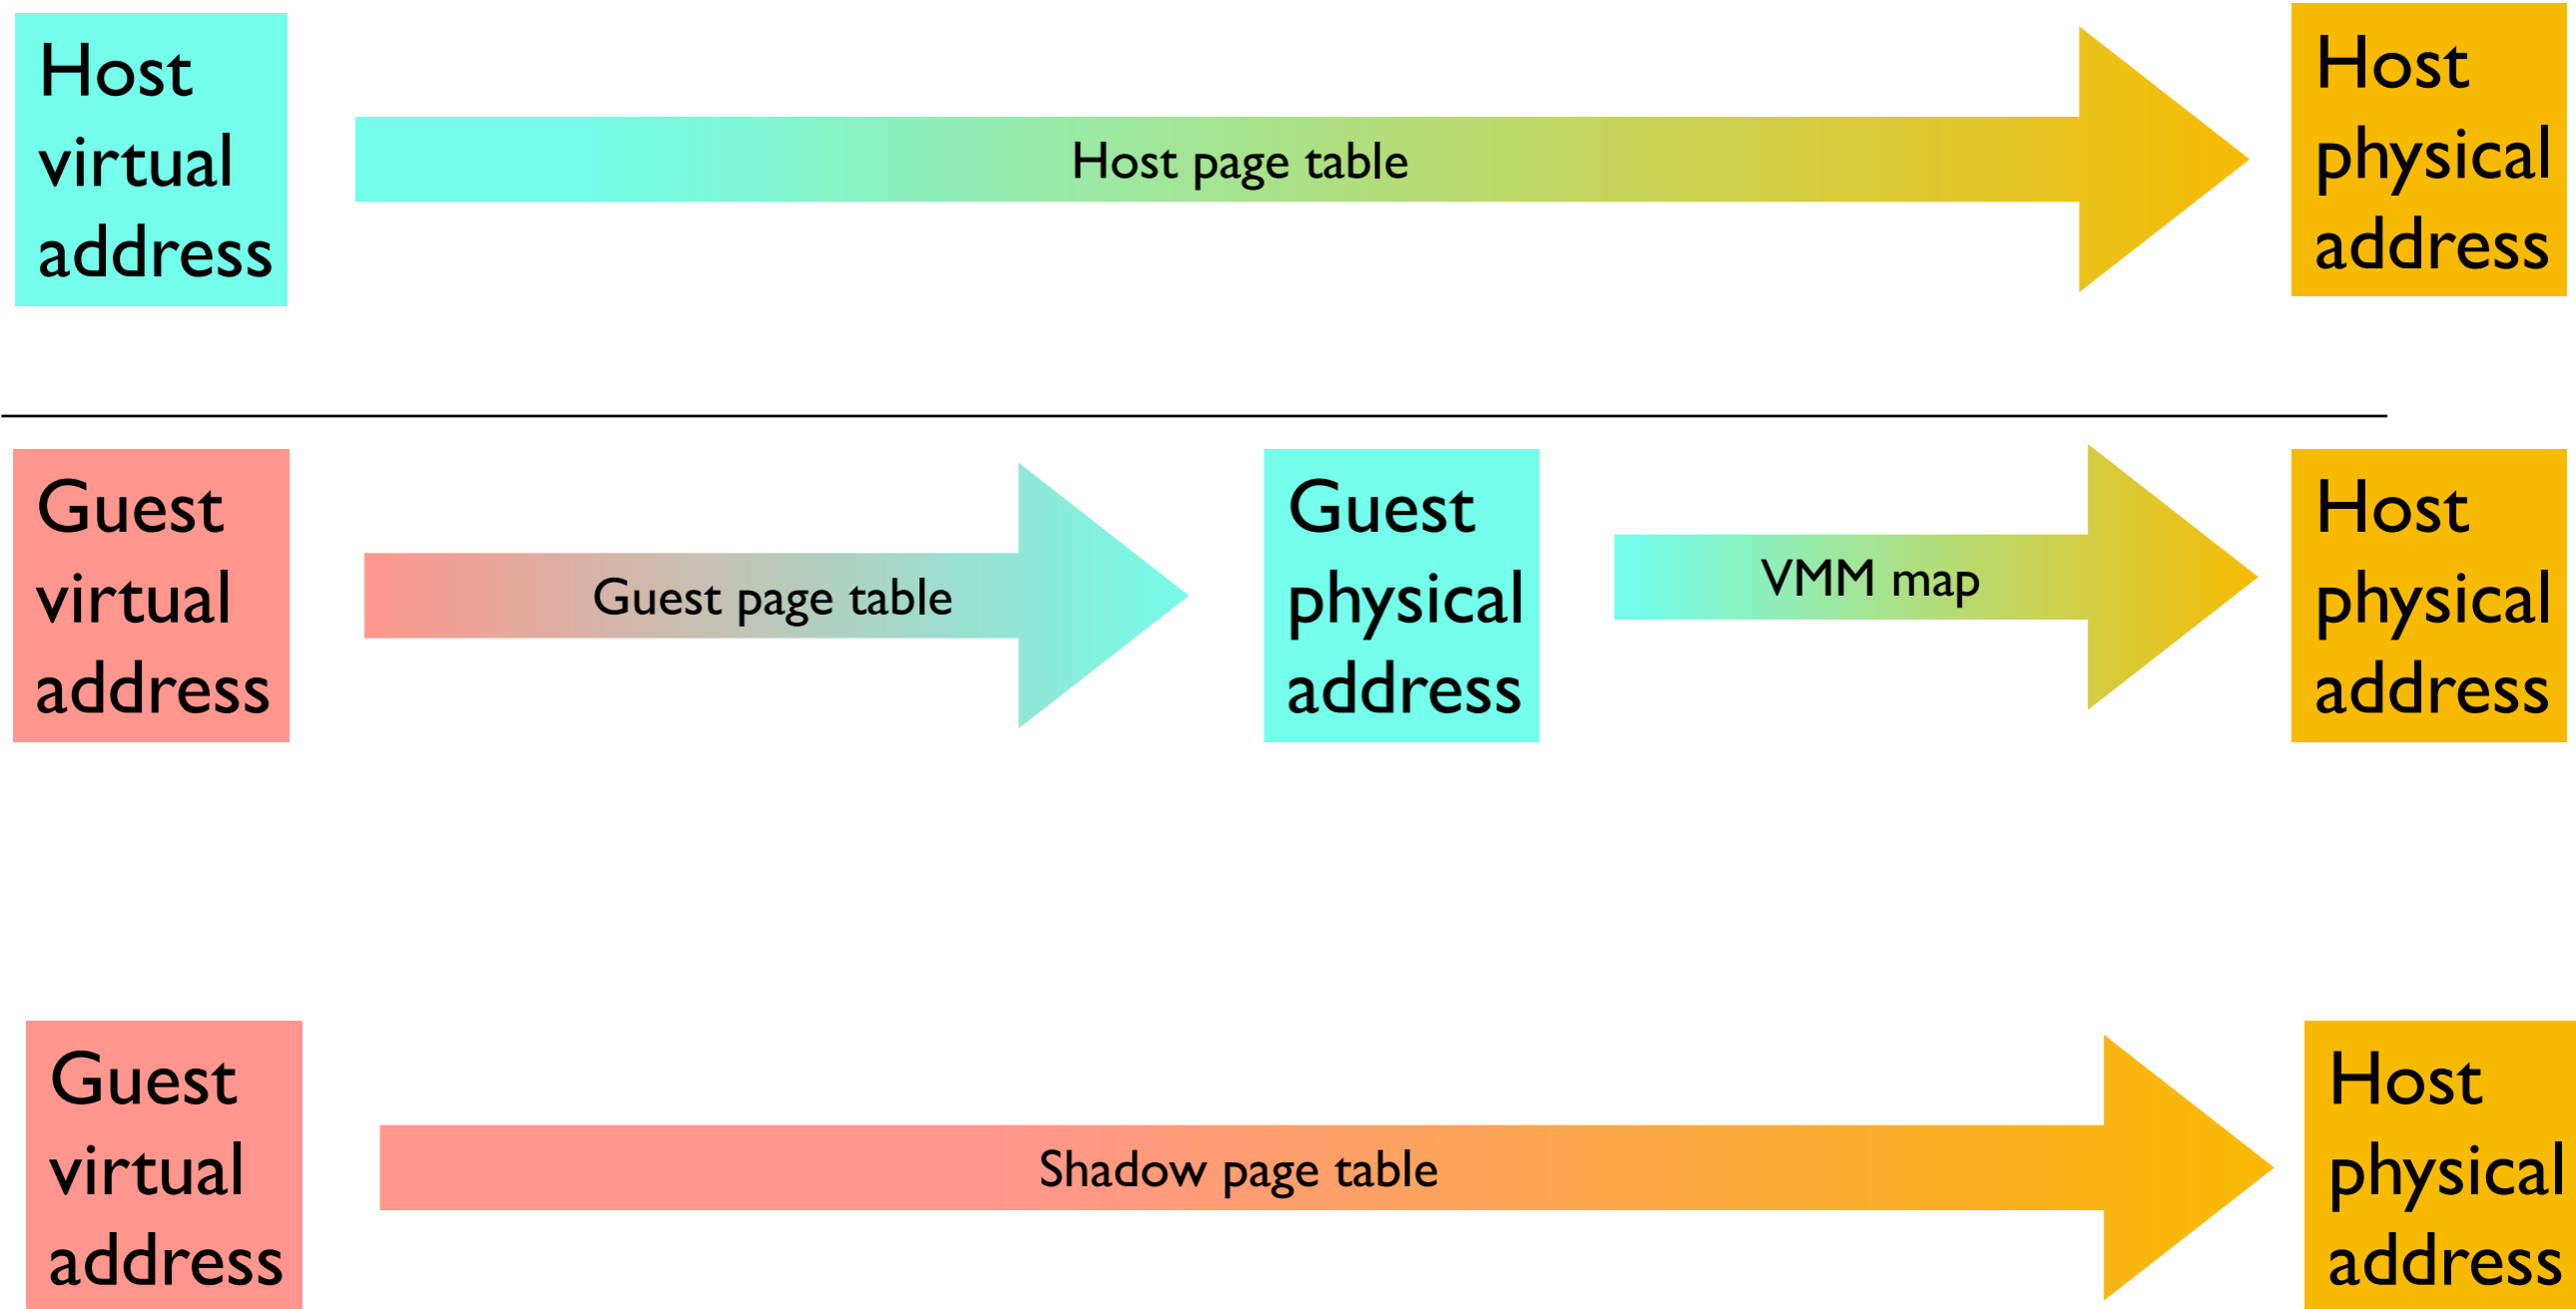 Host
virtual
address
Host page table
Host
physical
address
Guest
virtual
address
Guest page table
Guest
physical
address
VMM map
Host
physical
address
Guest
virtual
address
Shadow page table
Host
physical
address